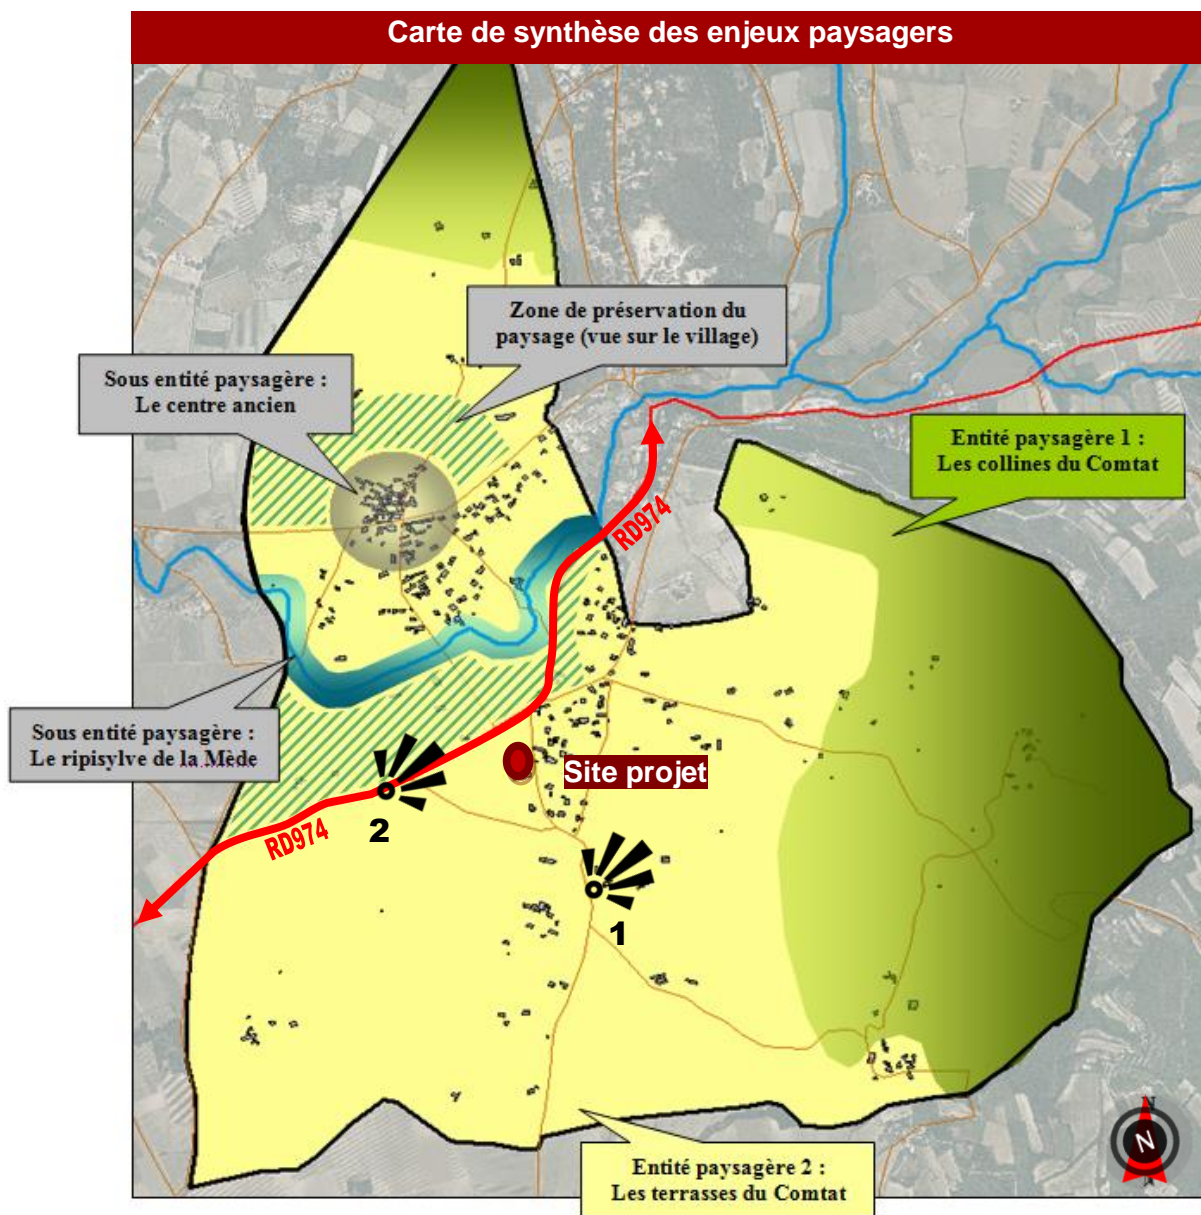 Carte de synthèse des enjeux paysagers
Zone de préservation du
paysage (vue sur le village)
Sous entité paysagère :
Le centre ancien
Entité paysagère 1 :
Les collines du Comtat
RD974
Sous entité paysagère :
Le ripisylve de la Mède
Site projet
2
RD974
1
Entité paysagère 2 :
Les terrasses du Comtat
N
N